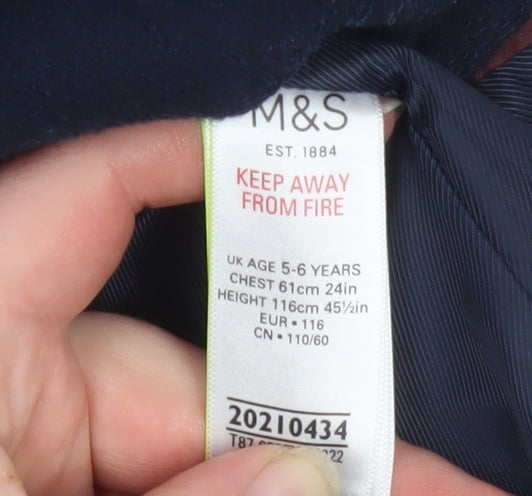 M&S
EST. 1884
KEEP AWAY
FROM FIRE
UK AGE 5-6 YEARS
CHEST 61cm 24in
HEIGHT 116cm 45½in
EUR • 116
CN • 110/60
20210434